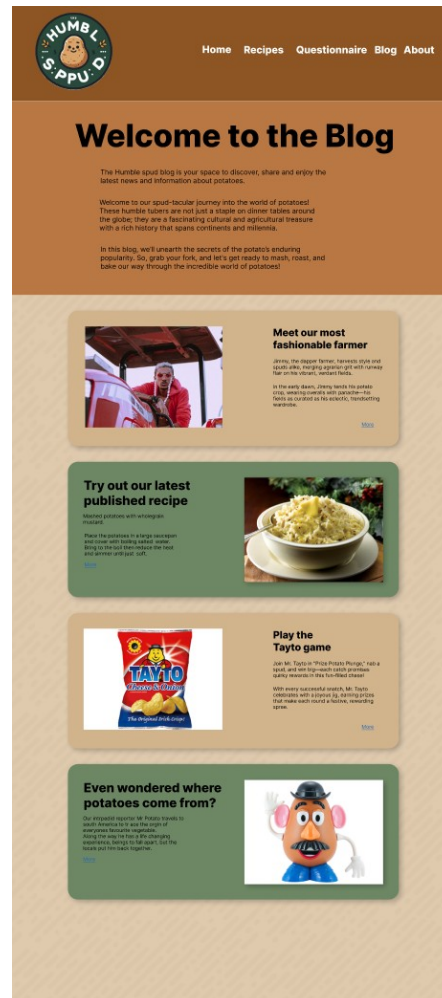 THE
HUMBL
S.PPU:D.
Home Recipes Questionnaire Blog About
Welcome to the Blog
The Humble spud blog is your space to discover, share and enjoy the
latest news and information about potatoes.
Welcome to our spud-tacular journey into the world of potatoes!
These humble tubers are not just a staple on dinner tables around
the globe; they are a fascinating cultural and agricultural treasure
with a rich history that spans continents and millennia.
In this blog, we'll unearth the secrets of the potato's enduring
popularity. So, grab your fork, and let's get ready to mash, roast, and
bake our way through the incredible world of potatoes!
Meet our most
fashionable farmer
Jimmy, the dapper farmer, harvests style and
spuds alike, merging agrarian grit with runway
flair on his vibrant, verdant fields.
In the early dawn, Jimmy tends his potato
crop, wearing overalls with panache—his
fields as curated as his eclectic, trendsetting
wardrobe.
More
Try out our latest
published recipe
Mashed potatoes with wholegrain
mustard.
Place the potatoes in a large saucepan
and cover with boiling salted water.
Bring to the boil then reduce the heat
and simmer until just soft.
More
TAYTO
Cheese & Onion
The Original Irish Crisps
Play the
Tayto game
Join Mr. Tayto in "Prize Potato Plunge," nab a
spud, and win big—each catch promises
quirky rewards in this fun-filled chase!
With every successful snatch, Mr. Tayto
celebrates with a joyous jig, earning prizes
that make each round a festive, rewarding
spree.
More
Even wondered where
potatoes come from?
Our intrepid reporter Mr Potato travels to
south America to trace the orgin of
everyones favourite vegetable.
Along the way he has a life changing
experience, beings to fall apart, but the
locals put him back together.
More